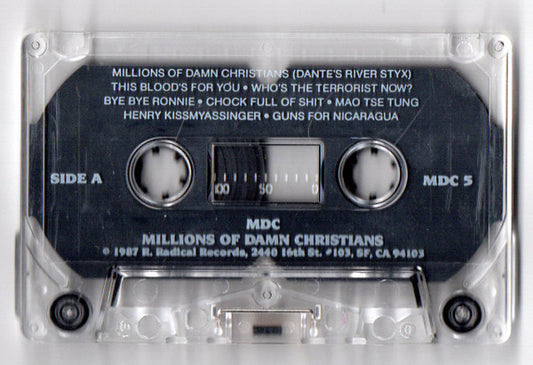 MILLIONS OF DAMN CHRISTIANS (DANTE'S RIVER STYX)
THIS BLOOD'S FOR YOU • WHO'S THE TERRORIST NOW?
BYE BYE RONNIE • CHOCK FULL OF SHIT • MAO TSE TUNG
HENRY KISSMYASSINGER • GUNS FOR NICARAGUA
SIDE A
100 50 0
MDC 5
MDC
MILLIONS OF DAMN CHRISTIANS
© 1987 R. Radical Records, 2440 16th St. #103, SF, CA 94103